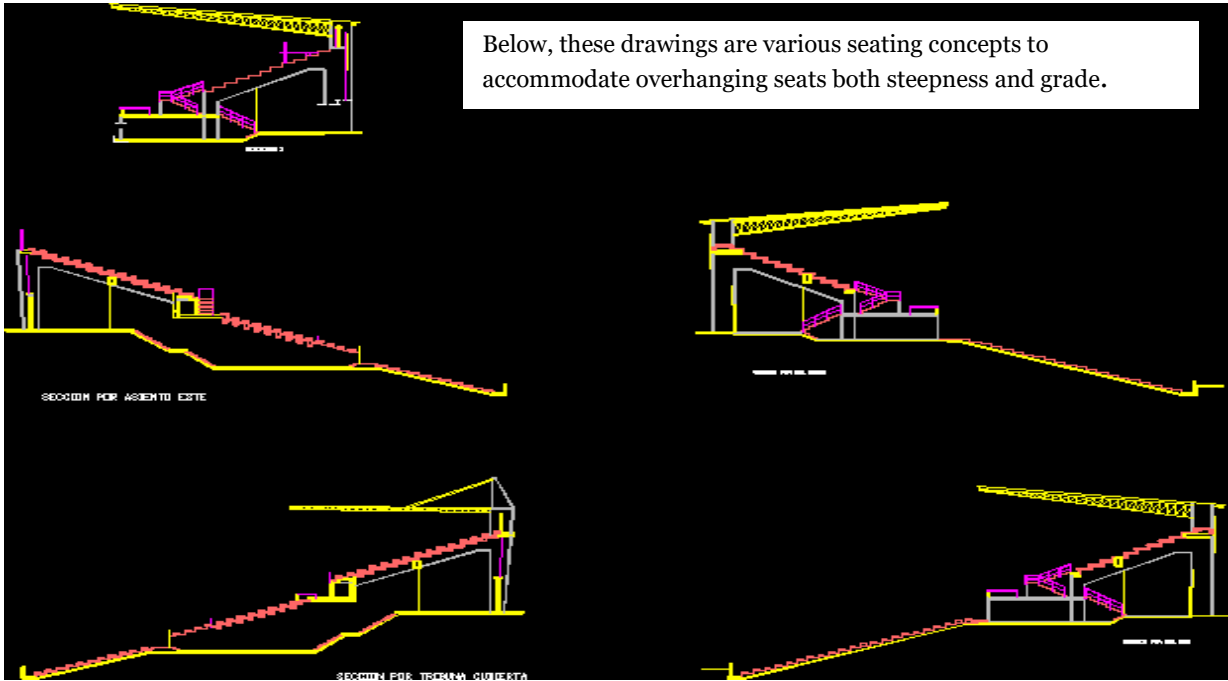 Below, these drawings are various seating concepts to
accommodate overhanging seats both steepness and grade.
SECCION POR ASIENTO ESTE
SECCION POR TRIBUNA CUBIERTA